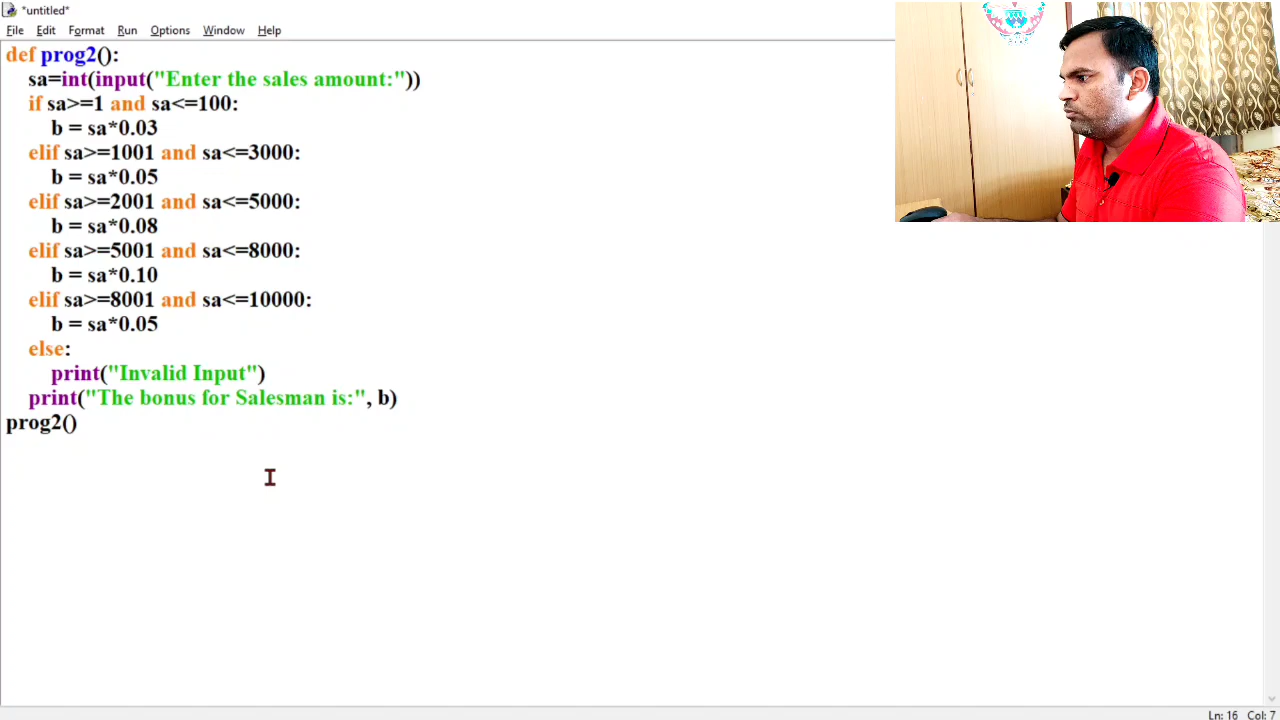 *untitled*
File Edit Format Run Options Window Help
def prog2():
    sa=int(input("Enter the sales amount:"))
    if sa>=1 and sa<=100:
        b = sa*0.03
    elif sa>=1001 and sa<=3000:
        b = sa*0.05
    elif sa>=2001 and sa<=5000:
        b = sa*0.08
    elif sa>=5001 and sa<=8000:
        b = sa*0.10
    elif sa>=8001 and sa<=10000:
        b = sa*0.05
    else:
        print("Invalid Input")
    print("The bonus for Salesman is:", b)
prog2()
Ln: 16 Col: 7